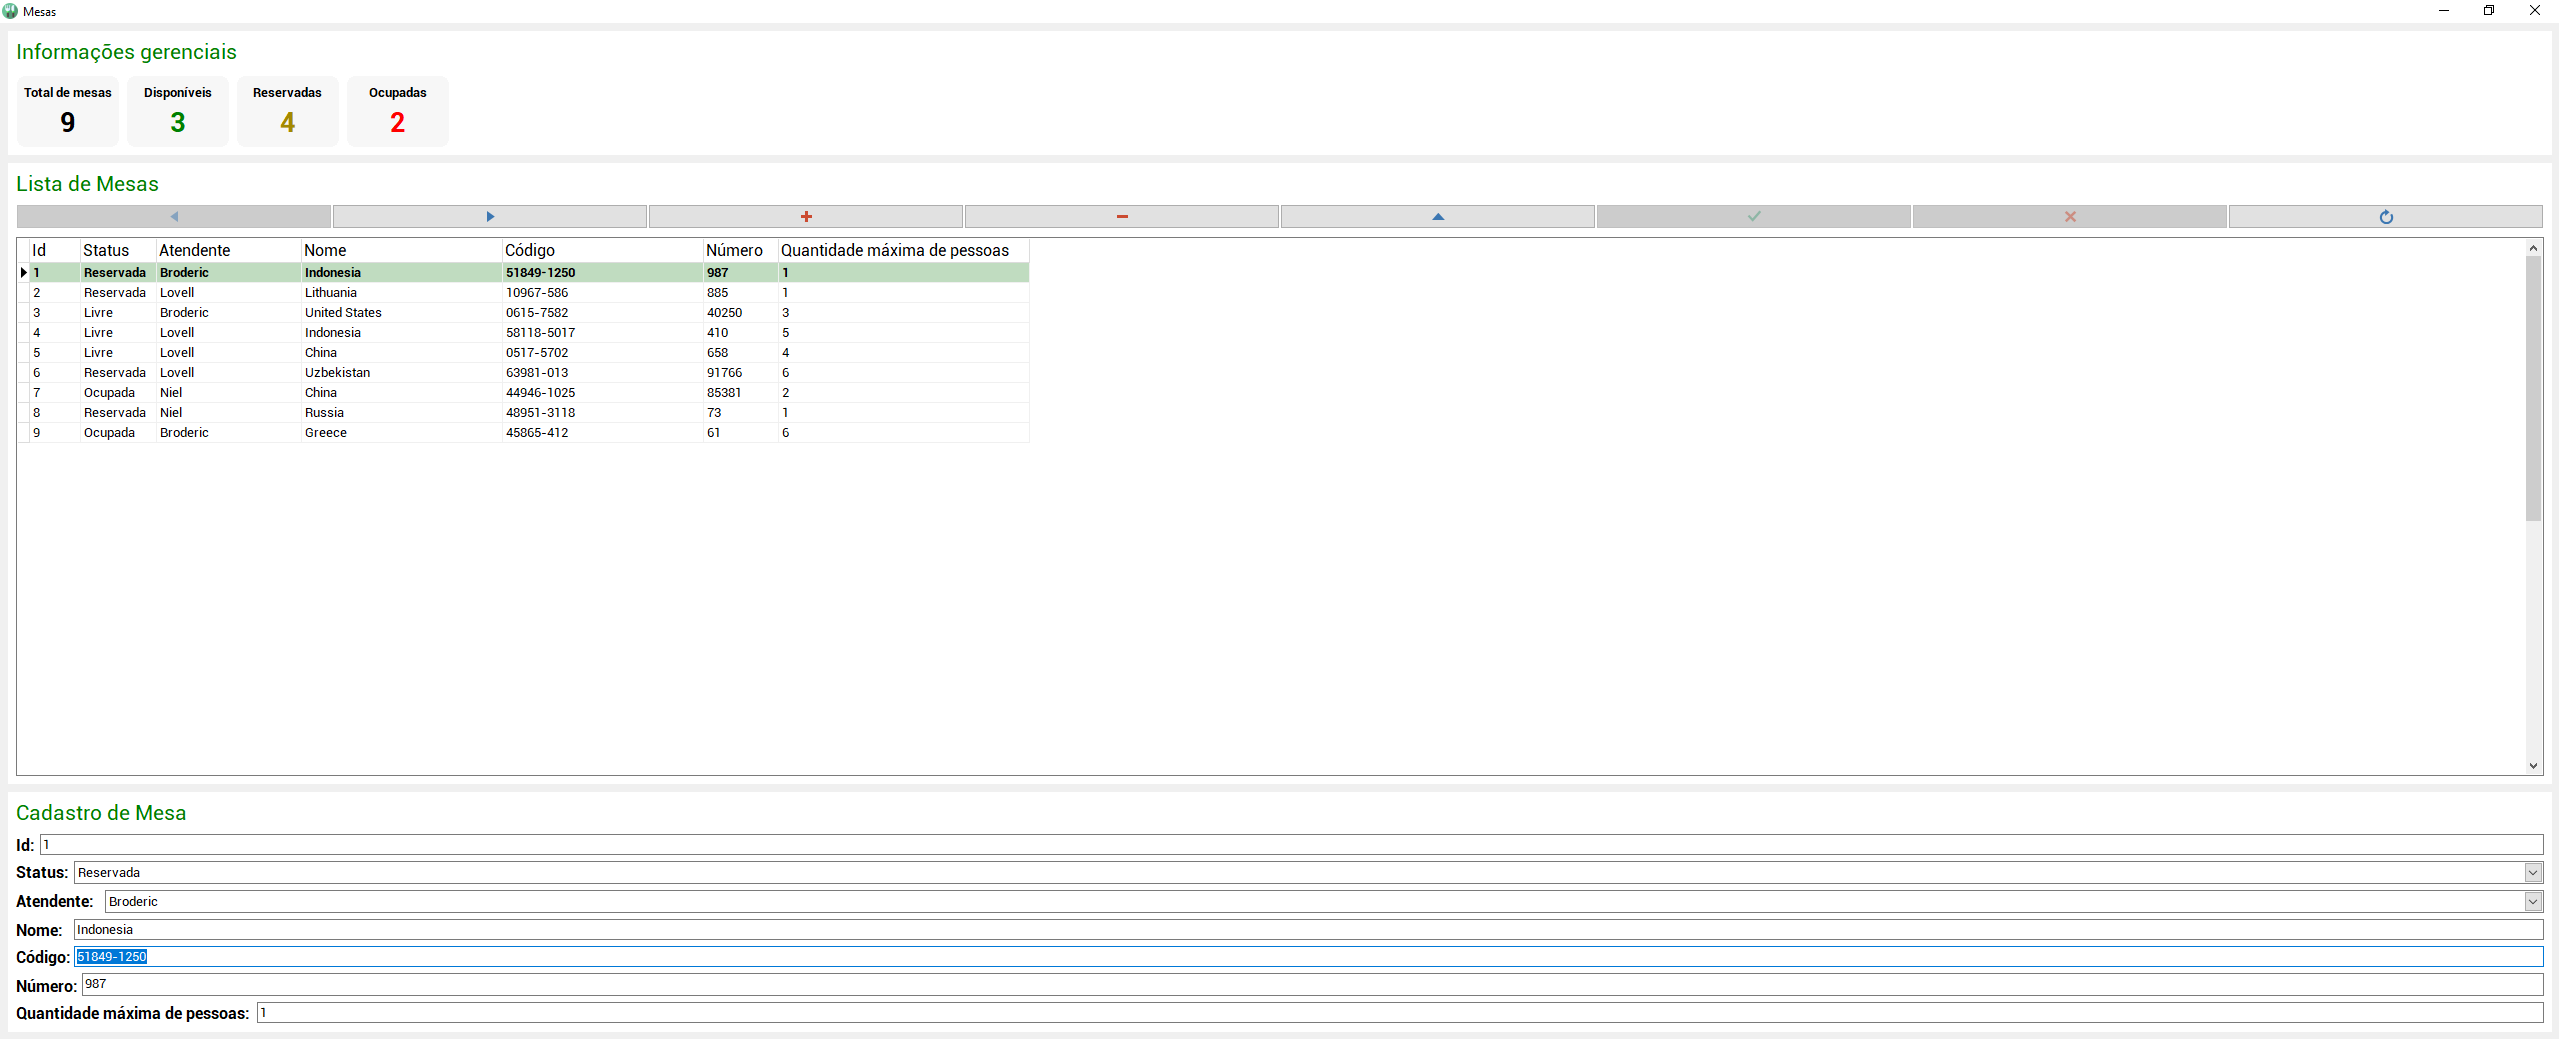 Mesas
Informações gerenciais
Total de mesas Disponíveis Reservadas Ocupadas
9 3 4 2
Lista de Mesas
Id Status Atendente Nome Código Número Quantidade máxima de pessoas
1 Reservada Broderic Indonesia 51849-1250 987 1
2 Reservada Lovell Lithuania 10967-586 885 1
3 Livre Broderic United States 0615-7582 40250 3
4 Livre Lovell Indonesia 58118-5017 410 5
5 Livre Lovell China 0517-5702 658 4
6 Reservada Lovell Uzbekistan 63981-013 91766 6
7 Ocupada Niel China 44946-1025 85381 2
8 Reservada Niel Russia 48951-3118 73 1
9 Ocupada Broderic Greece 45865-412 61 6
Cadastro de Mesa
Id: 1
Status: Reservada
Atendente: Broderic
Nome: Indonesia
Código: 51849-1250
Número: 987
Quantidade máxima de pessoas: 1